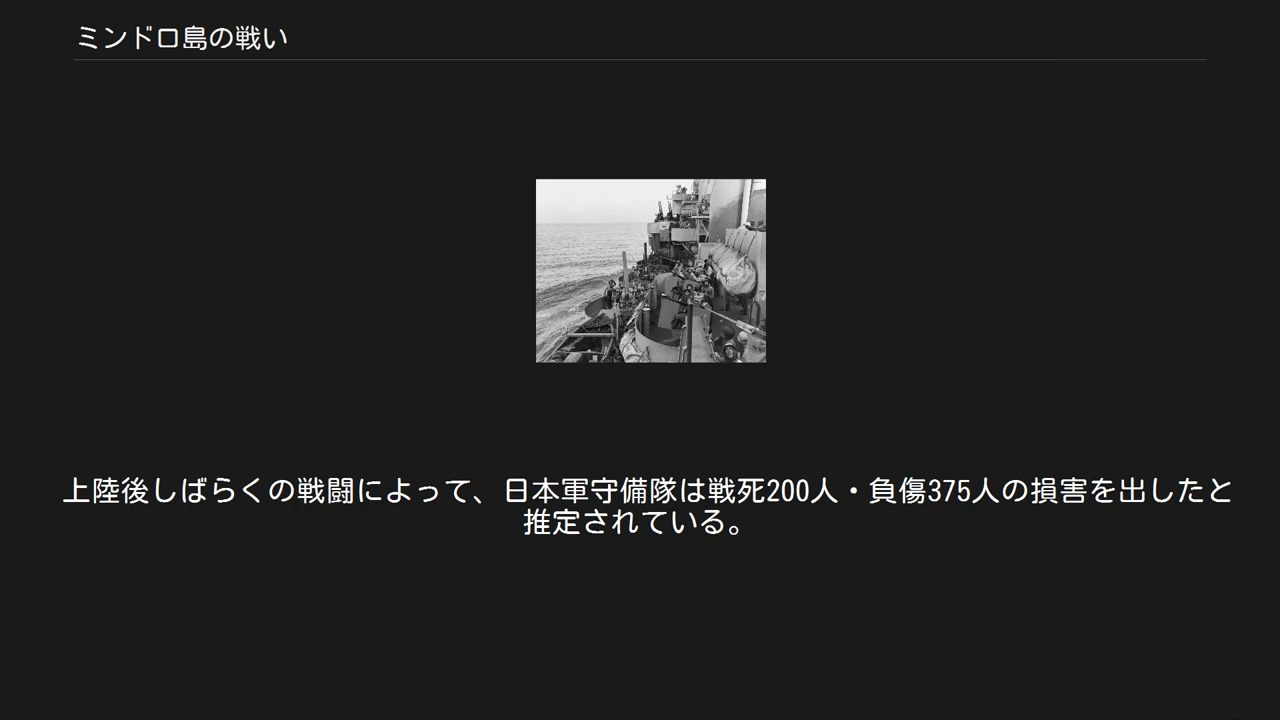 ミンドロ島の戦い
上陸後しばらくの戦闘によって、日本軍守備隊は戦死200人・負傷375人の損害を出したと
推定されている。